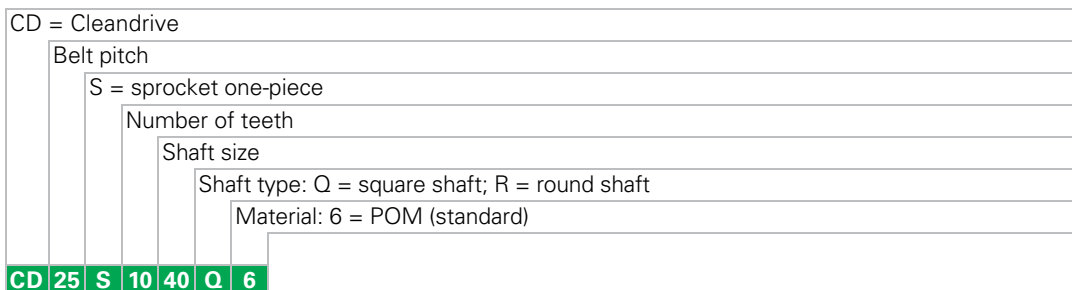 CD = Cleandrive
Belt pitch
S = sprocket one-piece
Number of teeth
Shaft size
Shaft type: Q = square shaft; R = round shaft
Material: 6 = POM (standard)
CD 25 S 10 40 Q 6